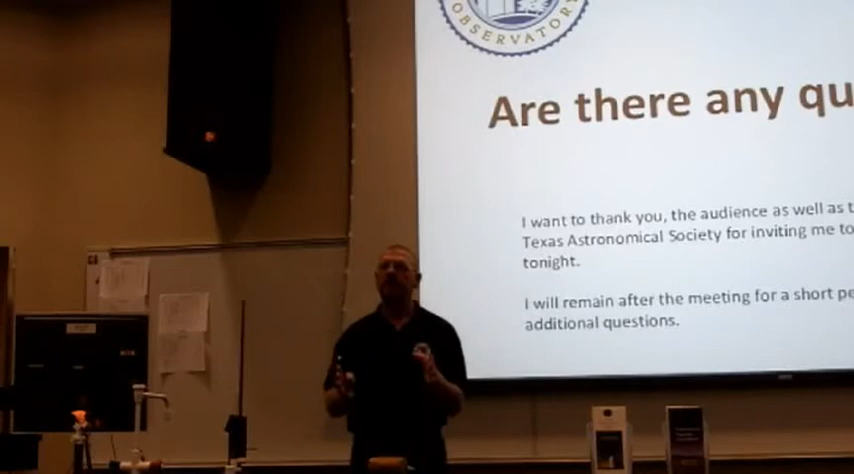 OBSERVATORY
Are there any qu
I want to thank you, the audience as well as t
Texas Astronomical Society for inviting me to
tonight.
I will remain after the meeting for a short pe
additional questions.